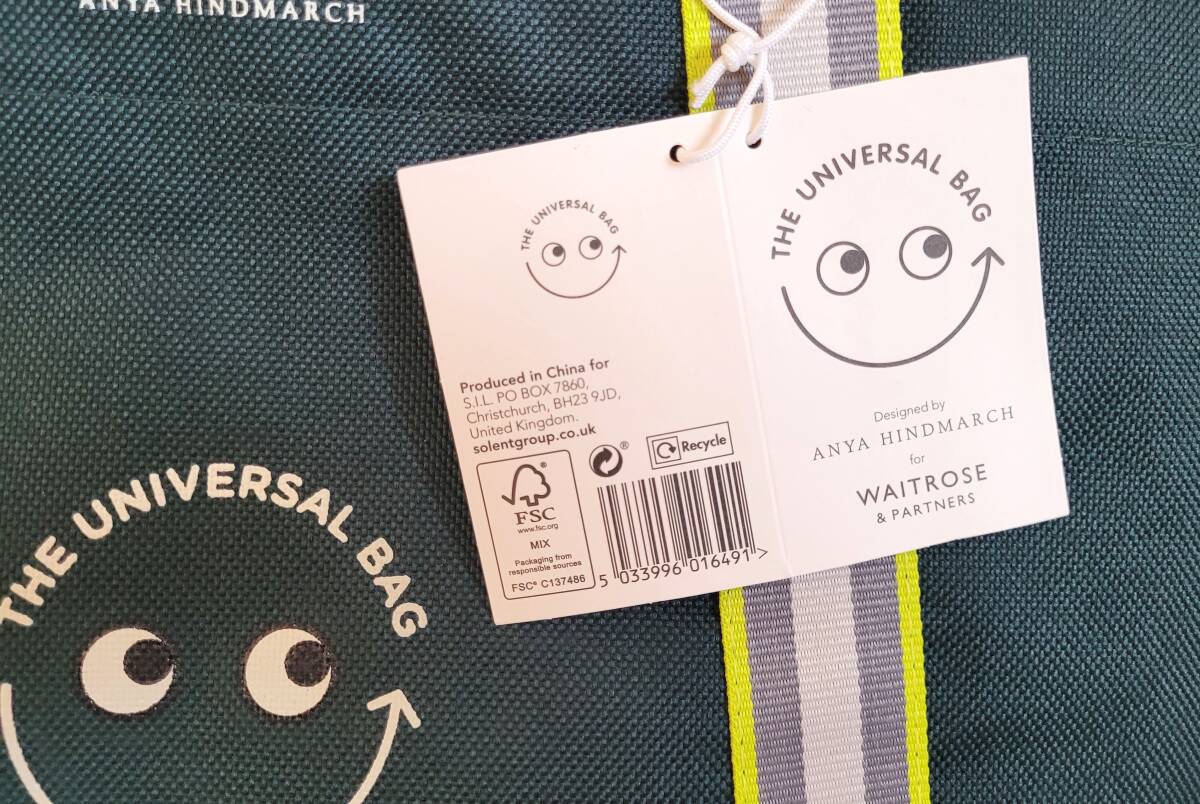 ANYA HINDMARCH
THE UNIVERSAL BAG
Produced in China for
S.I.L. PO BOX 7860,
Christchurch, BH23 9JD,
United Kingdom.
solentgroup.co.uk
FSC®
www.fsc.org
MIX
Packaging from
responsible sources
FSC® C137486
®
Recycle
5 033996 016491 >
THE UNIVERSAL BAG
Designed by
ANYA HINDMARCH
for
WAITROSE
& PARTNERS
THE UNIVERSAL BAG